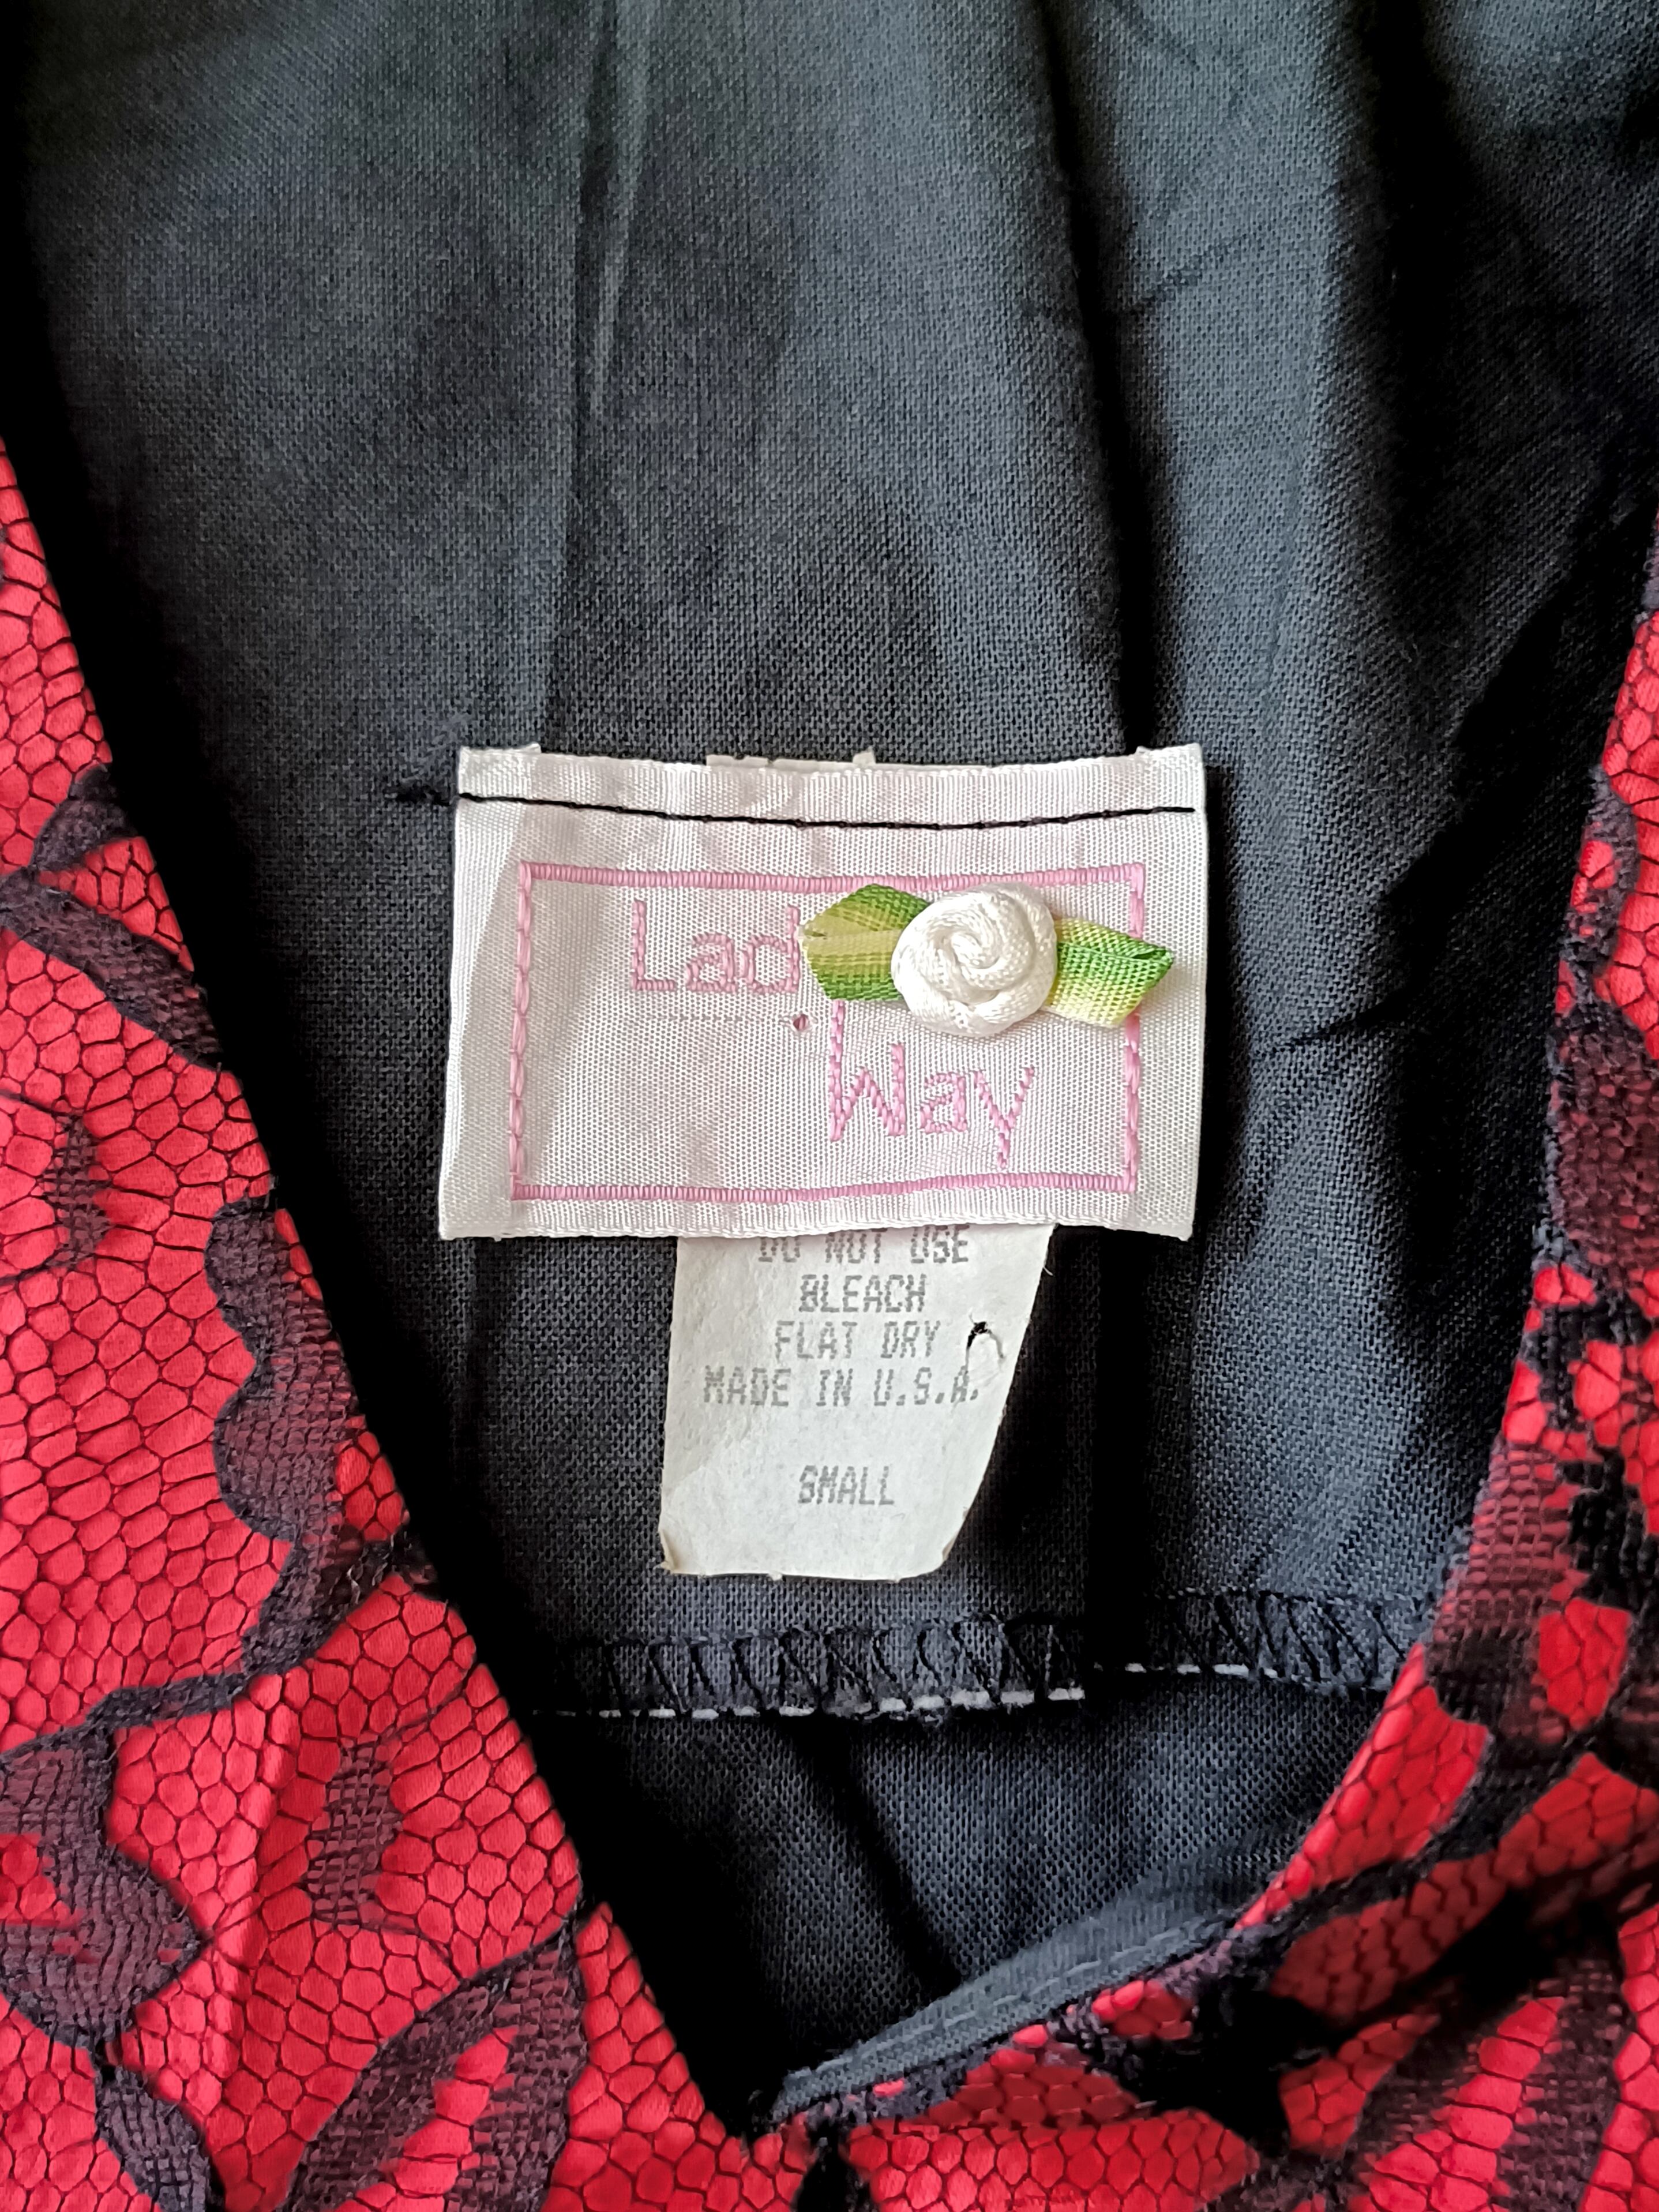 Lad
Way
DO NOT USE
BLEACH
FLAT DRY
MADE IN U.S.A.
SMALL